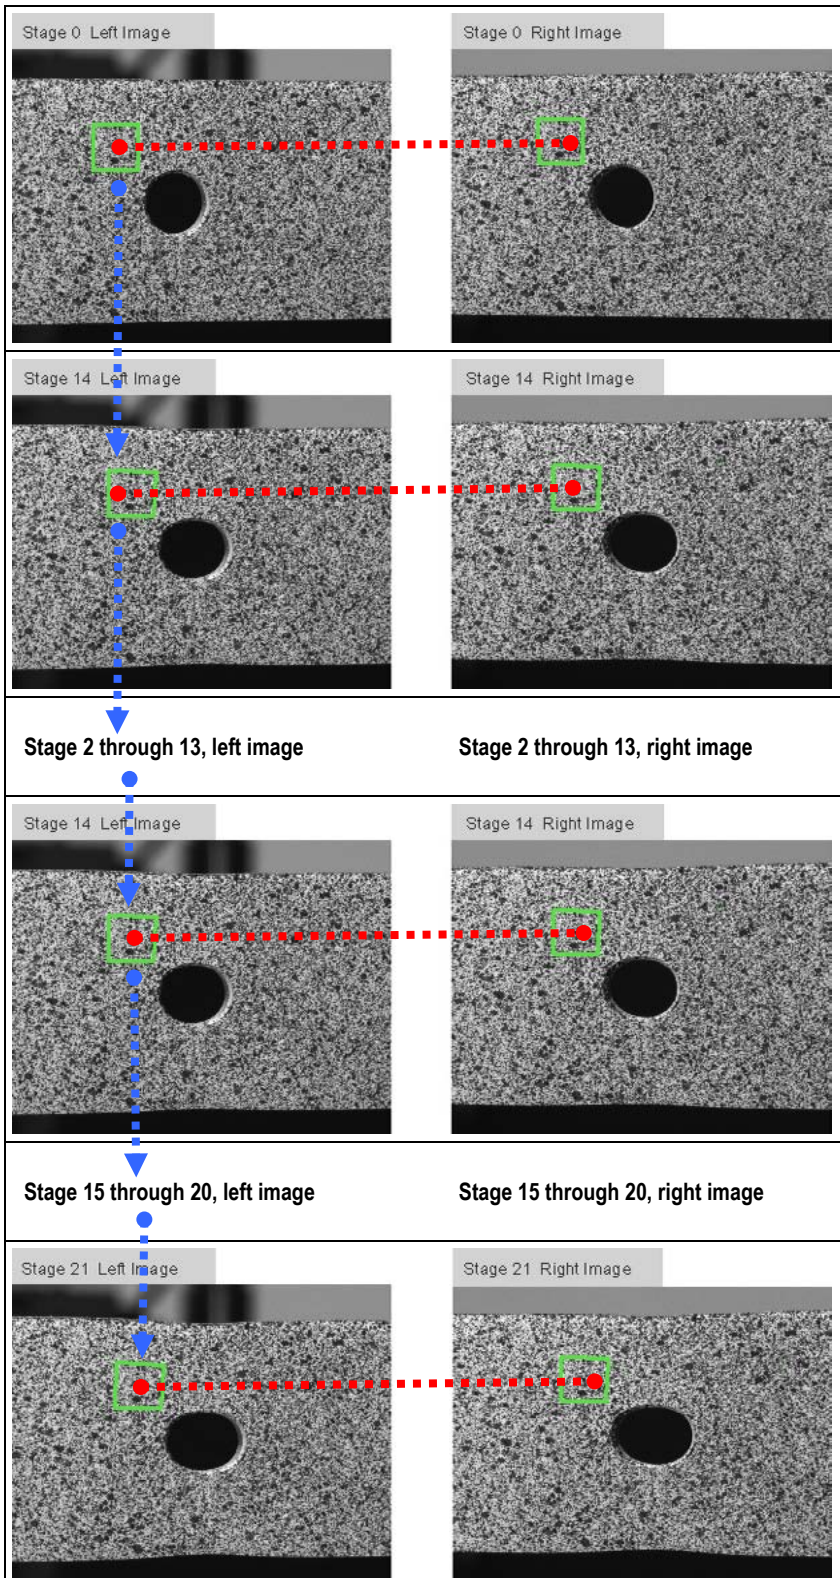 Stage 0 Left Image
Stage 0 Right Image
Stage 14 Left Image
Stage 14 Right Image
Stage 2 through 13, left image
Stage 2 through 13, right image
Stage 14 Left Image
Stage 14 Right Image
Stage 15 through 20, left image
Stage 15 through 20, right image
Stage 21 Left Image
Stage 21 Right Image